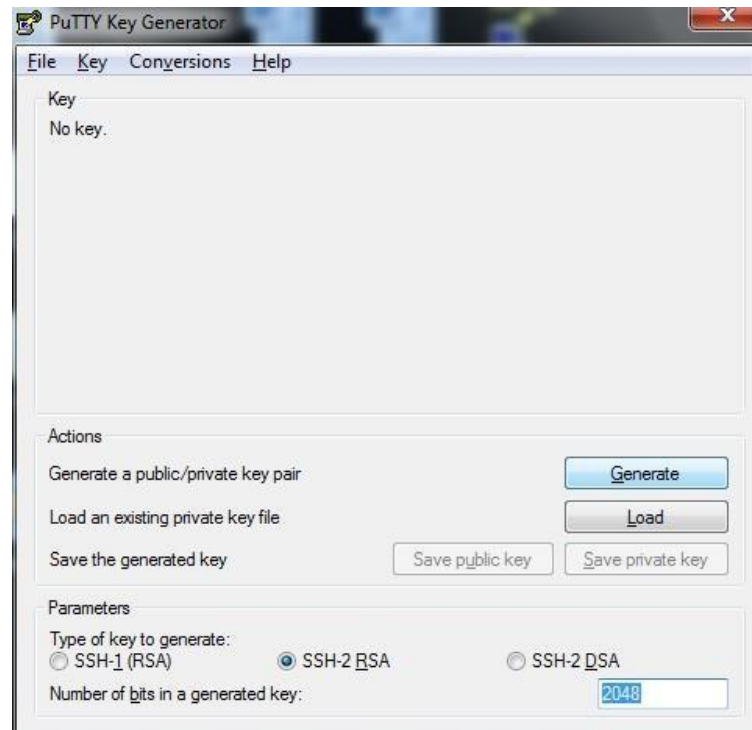 PuTTY Key Generator
File Key Conversions Help
Key
No key.
Actions
Generate a public/private key pair
Generate
Load an existing private key file
Load
Save the generated key
Save public key
Save private key
Parameters
Type of key to generate:
SSH-1 (RSA)
SSH-2 RSA
SSH-2 DSA
Number of bits in a generated key:
2048